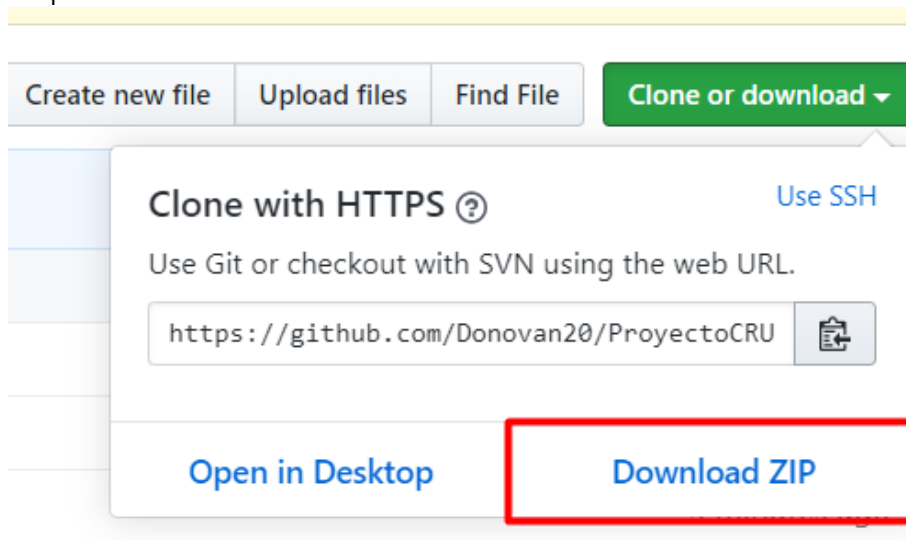 Create new file Upload files Find File Clone or download
Clone with HTTPS Use SSH
Use Git or checkout with SVN using the web URL.
https://github.com/Donovan20/ProyectoCRU
Open in Desktop Download ZIP